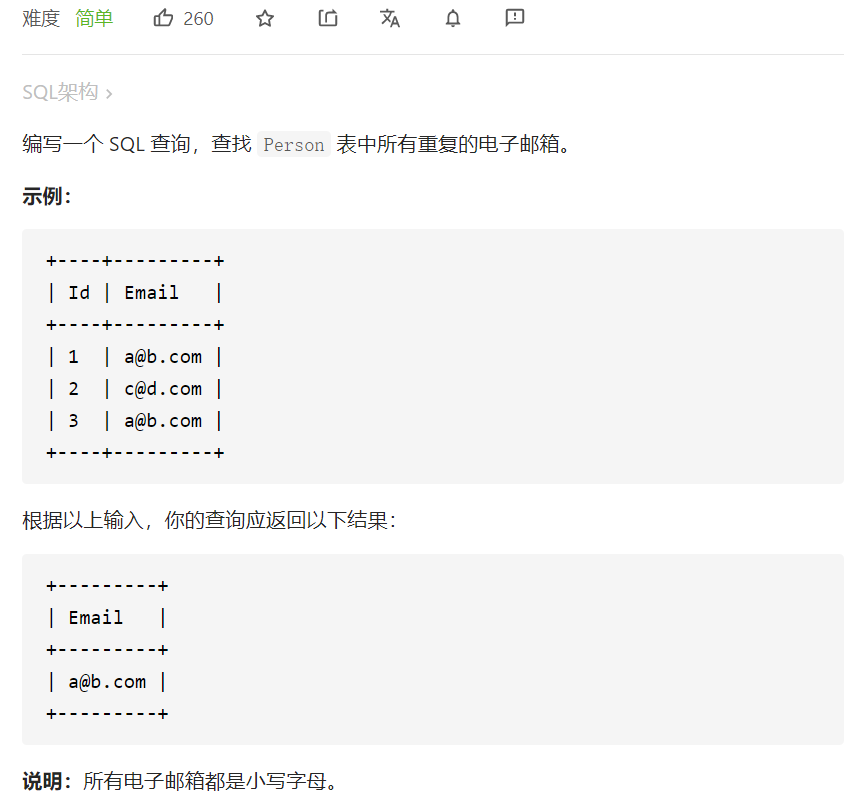 难度 简单 260
SQL架构 ›
编写一个 SQL 查询，查找 Person 表中所有重复的电子邮箱。
示例：
+----+---------+
| Id | Email   |
+----+---------+
| 1  | a@b.com |
| 2  | c@d.com |
| 3  | a@b.com |
+----+---------+
根据以上输入，你的查询应返回以下结果：
+---------+
| Email   |
+---------+
| a@b.com |
+---------+
说明：所有电子邮箱都是小写字母。